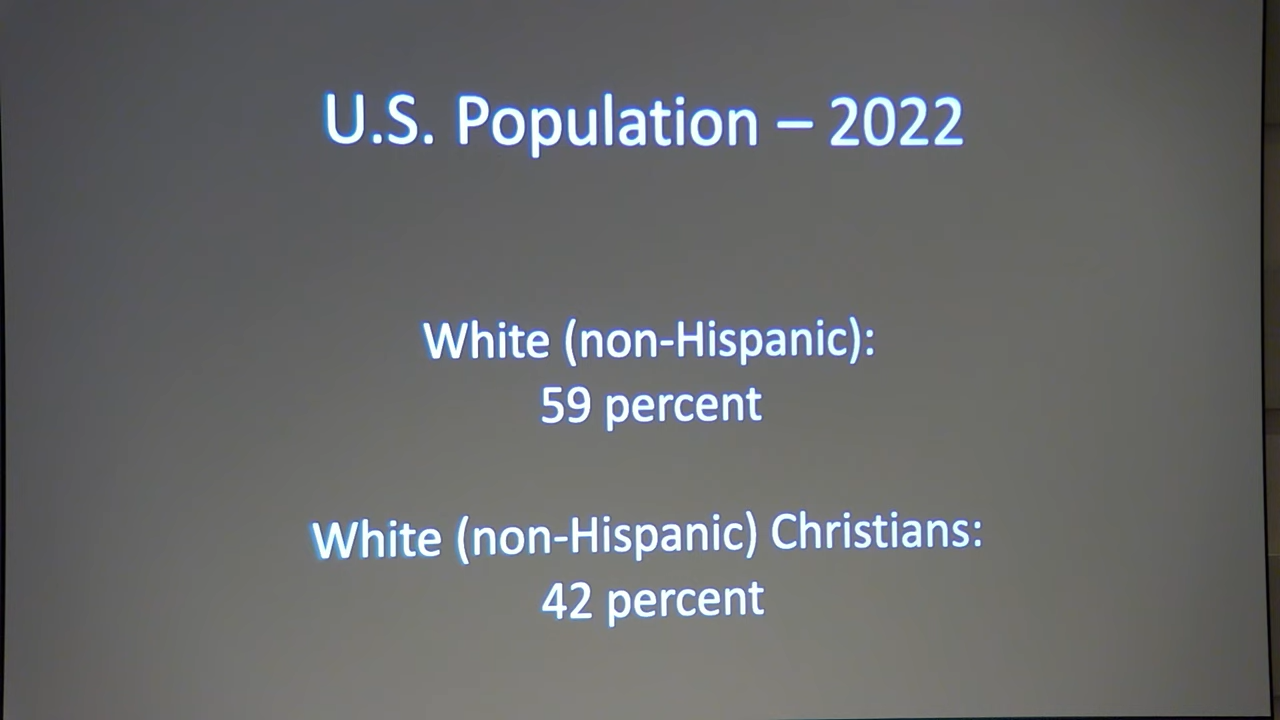 U.S. Population – 2022
White (non-Hispanic):
59 percent
White (non-Hispanic) Christians:
42 percent